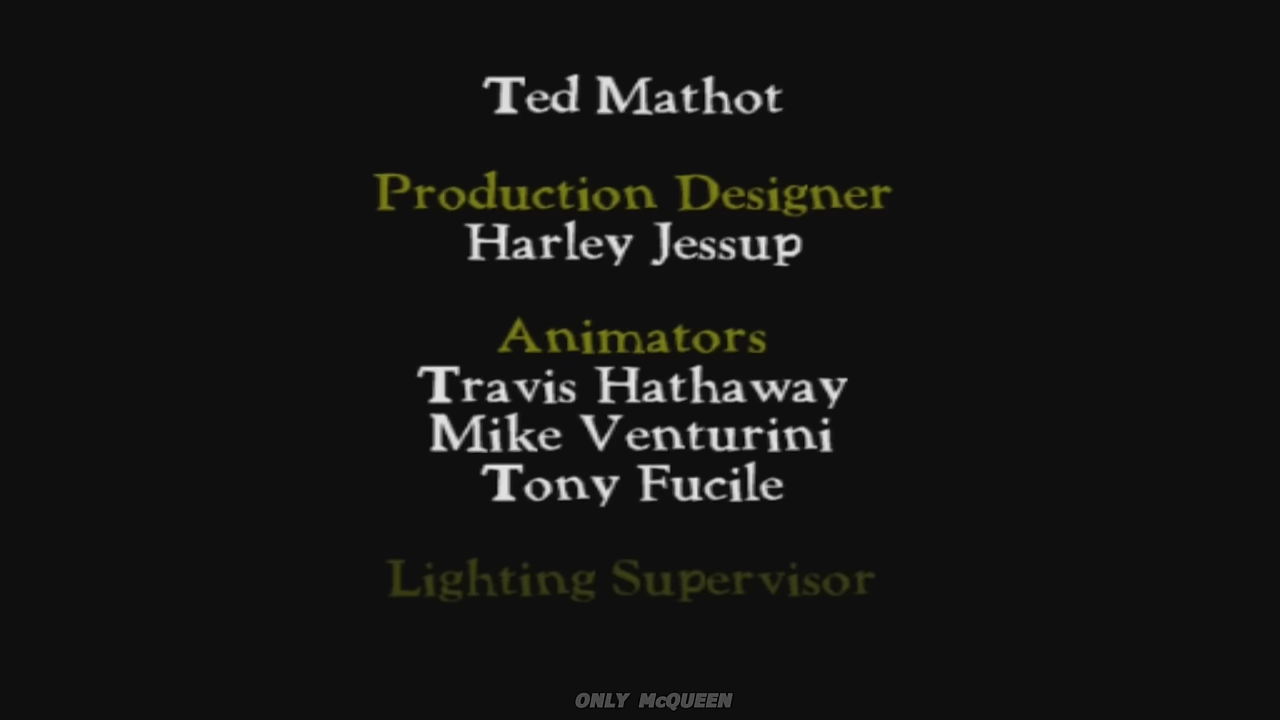 Ted Mathot
Production Designer
Harley Jessup
Animators
Travis Hathaway
Mike Venturini
Tony Fucile
Lighting Supervisor
ONLY McQUEEN